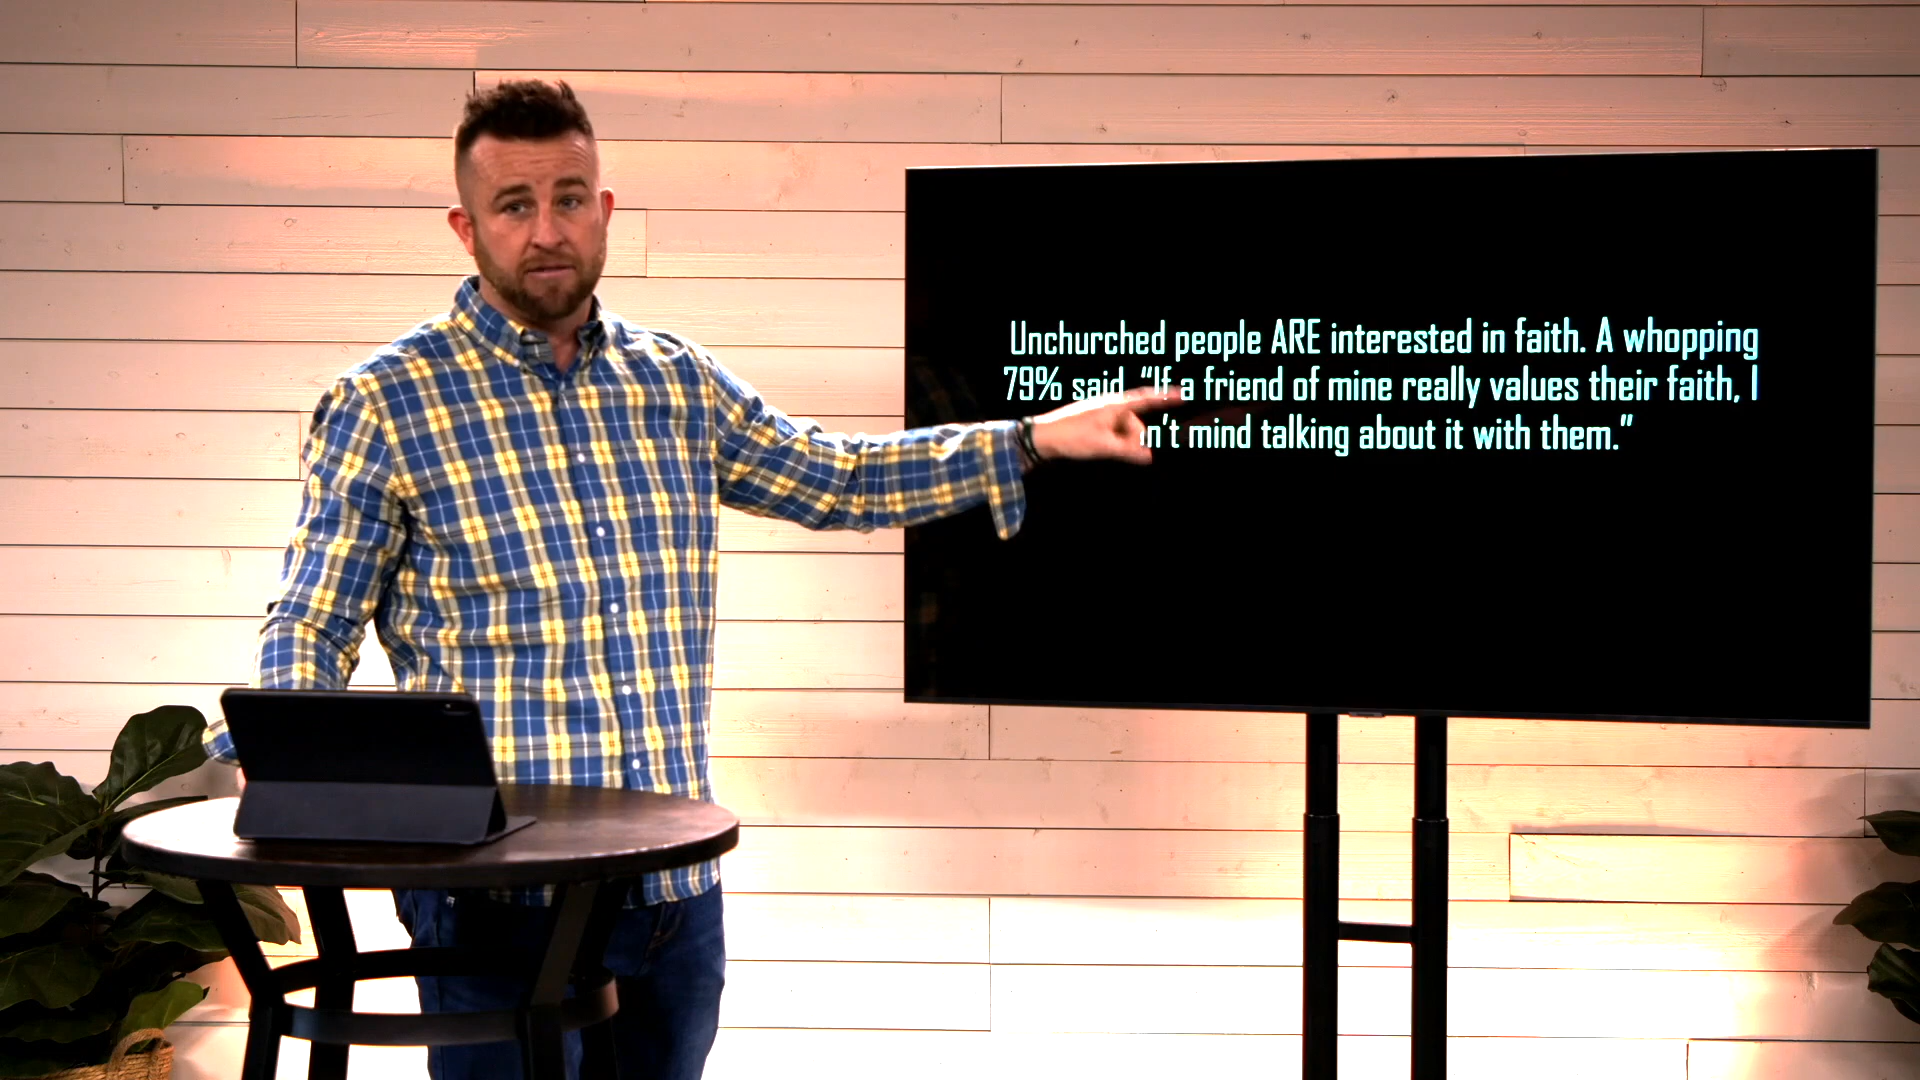 Unchurched people ARE interested in faith. A whopping
79% said, “If a friend of mine really values their faith, I
mind talking about it with them.”